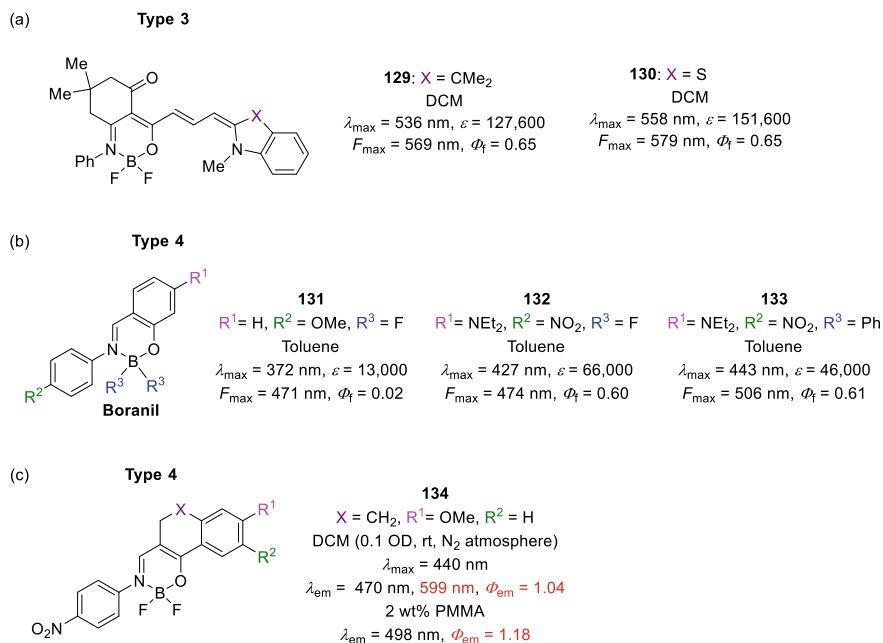 (a)
Type 3
Me
Me
O
X
N
Me
Ph
N
O
B
F
F
129: X = CMe₂
DCM
λmax = 536 nm, ε = 127,600
Fmax = 569 nm, Φf = 0.65
130: X = S
DCM
λmax = 558 nm, ε = 151,600
Fmax = 579 nm, Φf = 0.65
(b)
Type 4
R¹
N
O
B
R³
R³
R²
Boranil
131
R¹= H, R² = OMe, R³ = F
Toluene
λmax = 372 nm, ε = 13,000
Fmax = 471 nm, Φf = 0.02
132
R¹= NEt₂, R² = NO₂, R³ = F
Toluene
λmax = 427 nm, ε = 66,000
Fmax = 474 nm, Φf = 0.60
133
R¹= NEt₂, R² = NO₂, R³ = Ph
Toluene
λmax = 443 nm, ε = 46,000
Fmax = 506 nm, Φf = 0.61
(c)
Type 4
X
R¹
R²
N
O
B
F
F
O₂N
134
X = CH₂, R¹= OMe, R² = H
DCM (0.1 OD, rt, N₂ atmosphere)
λmax = 440 nm
λem = 470 nm, 599 nm, Φem = 1.04
2 wt% PMMA
λem = 498 nm, Φem = 1.18